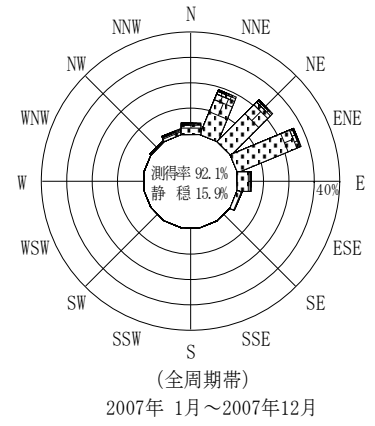 N
NNW NNE
NW NE
WNW ENE
測得率 92.1%
W 40% E
静 穏 15.9%
WSW ESE
SW SE
SSW SSE
S
(全周期帯)
2007年 1月～2007年12月